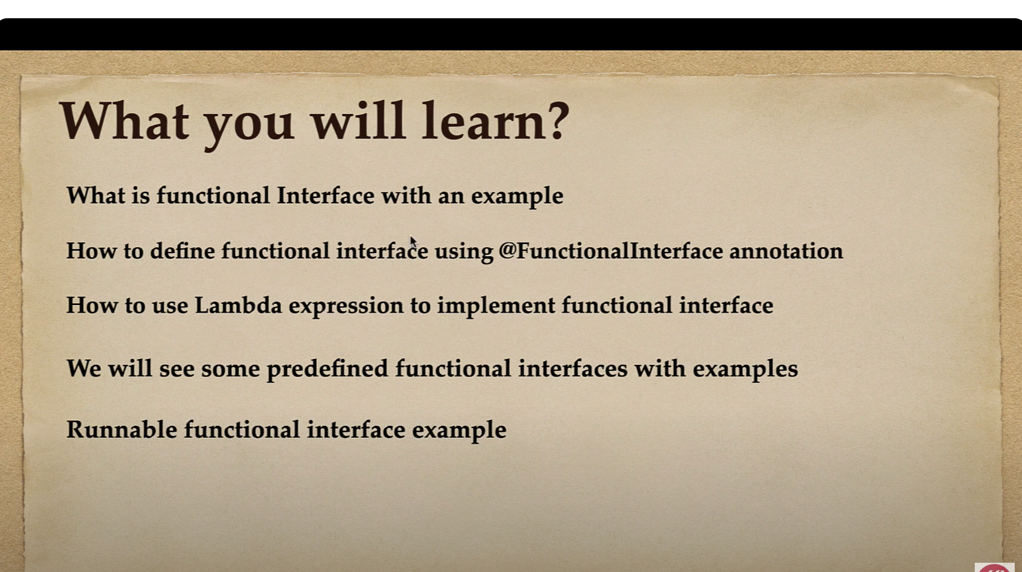 What you will learn?
What is functional Interface with an example
How to define functional interface using @FunctionalInterface annotation
How to use Lambda expression to implement functional interface
We will see some predefined functional interfaces with examples
Runnable functional interface example